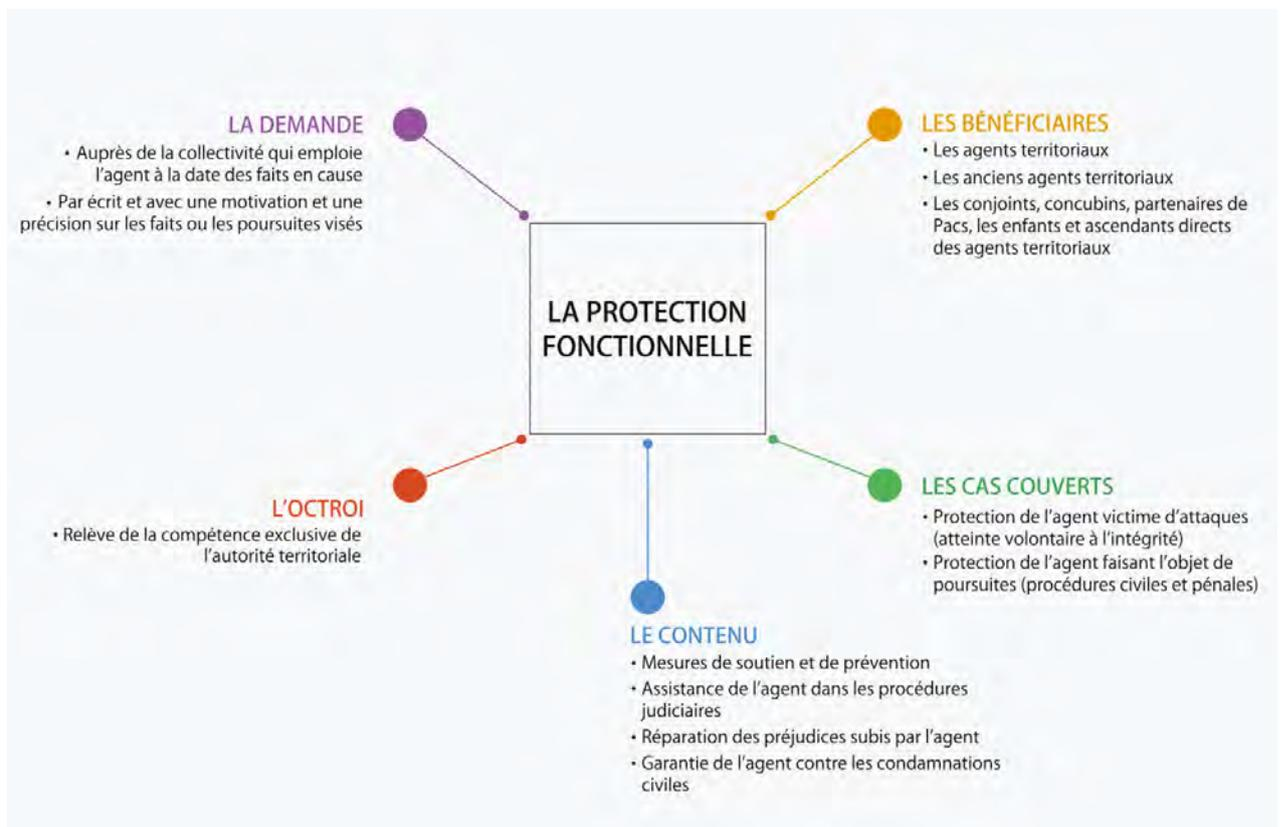 LA DEMANDE
• Auprès de la collectivité qui emploie
l'agent à la date des faits en cause
• Par écrit et avec une motivation et une
précision sur les faits ou les poursuites visés
LES BÉNÉFICIAIRES
• Les agents territoriaux
• Les anciens agents territoriaux
• Les conjoints, concubins, partenaires de
Pacs, les enfants et ascendants directs
des agents territoriaux
LA PROTECTION
FONCTIONNELLE
L'OCTROI
• Relève de la compétence exclusive de
l'autorité territoriale
LES CAS COUVERTS
• Protection de l'agent victime d'attaques
(atteinte volontaire à l'intégrité)
• Protection de l'agent faisant l'objet de
poursuites (procédures civiles et pénales)
LE CONTENU
• Mesures de soutien et de prévention
• Assistance de l'agent dans les procédures
judiciaires
• Réparation des préjudices subis par l'agent
• Garantie de l'agent contre les condamnations
civiles